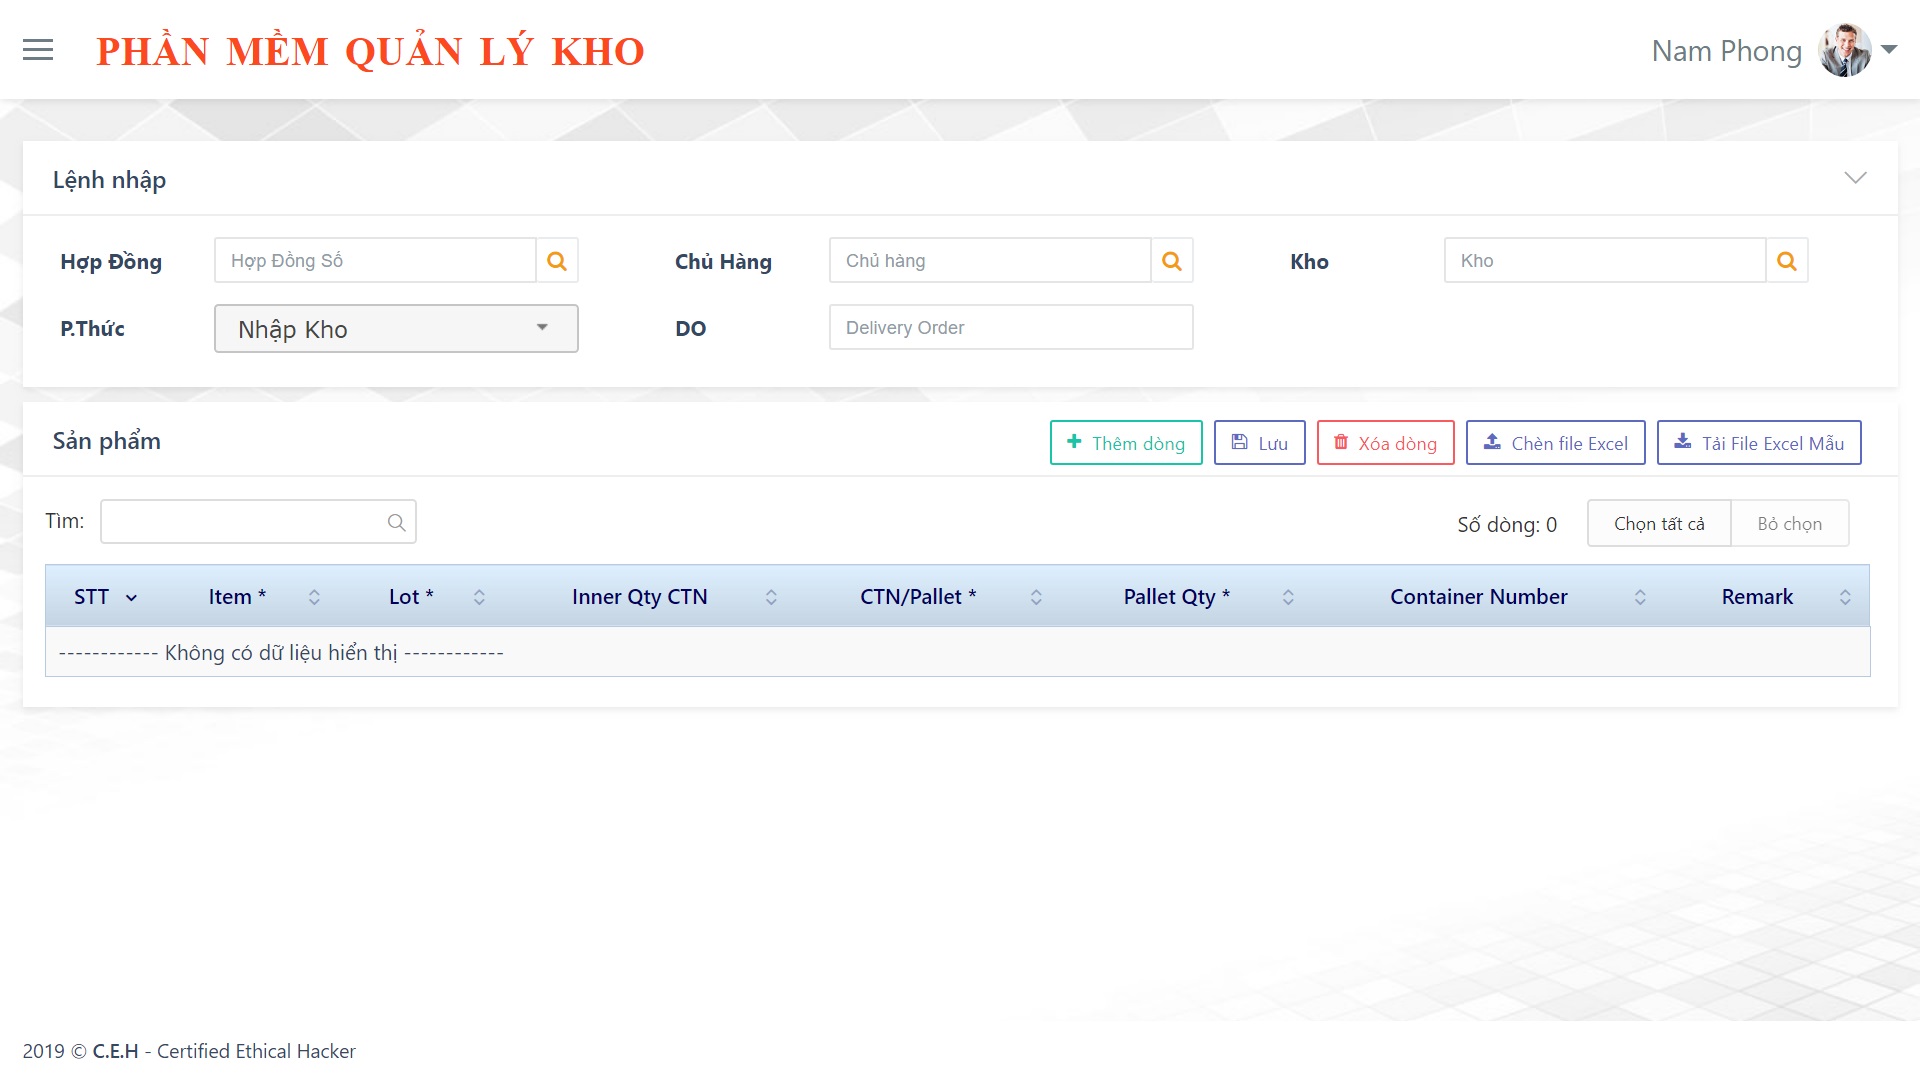 PHẦN MỀM QUẢN LÝ KHO
Nam Phong
Lệnh nhập
Hợp Đồng
Hợp Đồng Số
Chủ Hàng
Chủ hàng
Kho
Kho
P.Thức
Nhập Kho
DO
Delivery Order
Sản phẩm
Thêm dòng
Lưu
Xóa dòng
Chèn file Excel
Tải File Excel Mẫu
Tìm:
Số dòng: 0
Chọn tất cả
Bỏ chọn
STT
Item *
Lot *
Inner Qty CTN
CTN/Pallet *
Pallet Qty *
Container Number
Remark
------------ Không có dữ liệu hiển thị ------------
2019 © C.E.H - Certified Ethical Hacker